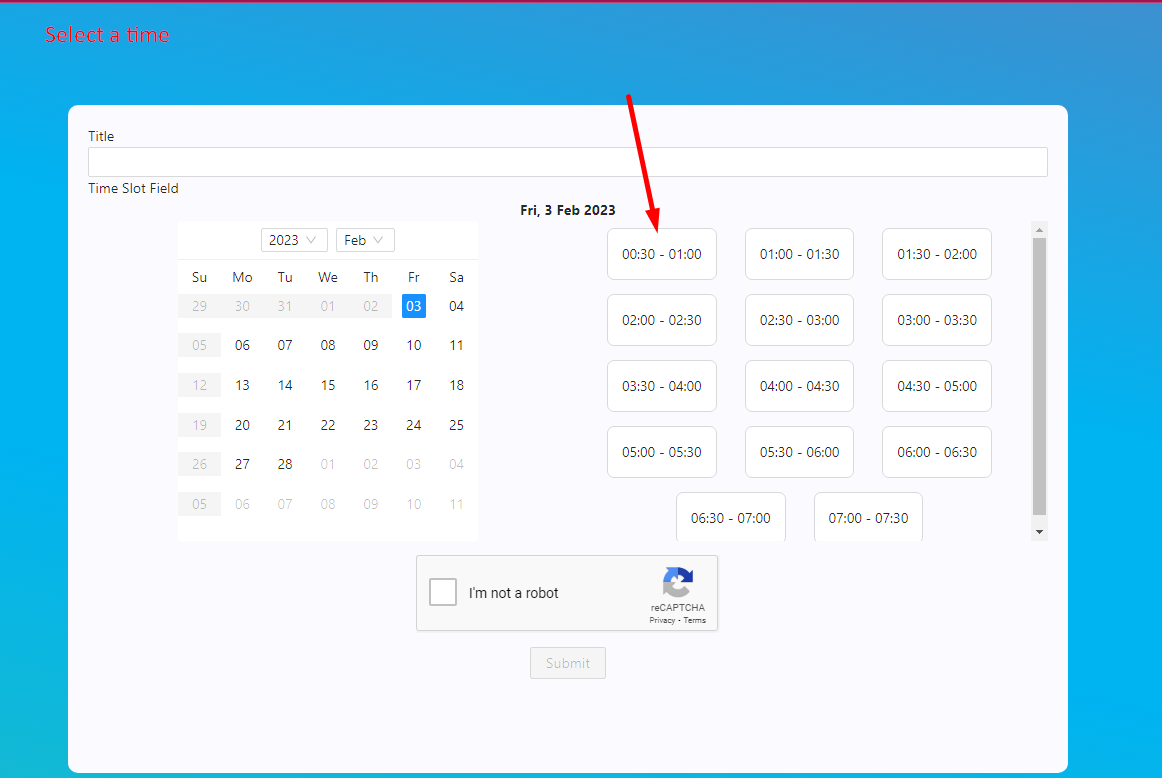 Select a time
Title
Time Slot Field
Fri, 3 Feb 2023
2023 Feb
Su Mo Tu We Th Fr Sa
29 30 31 01 02 03 04
05 06 07 08 09 10 11
12 13 14 15 16 17 18
19 20 21 22 23 24 25
26 27 28 01 02 03 04
05 06 07 08 09 10 11
00:30 - 01:00 01:00 - 01:30 01:30 - 02:00
02:00 - 02:30 02:30 - 03:00 03:00 - 03:30
03:30 - 04:00 04:00 - 04:30 04:30 - 05:00
05:00 - 05:30 05:30 - 06:00 06:00 - 06:30
06:30 - 07:00 07:00 - 07:30
I'm not a robot
reCAPTCHA
Privacy - Terms
Submit